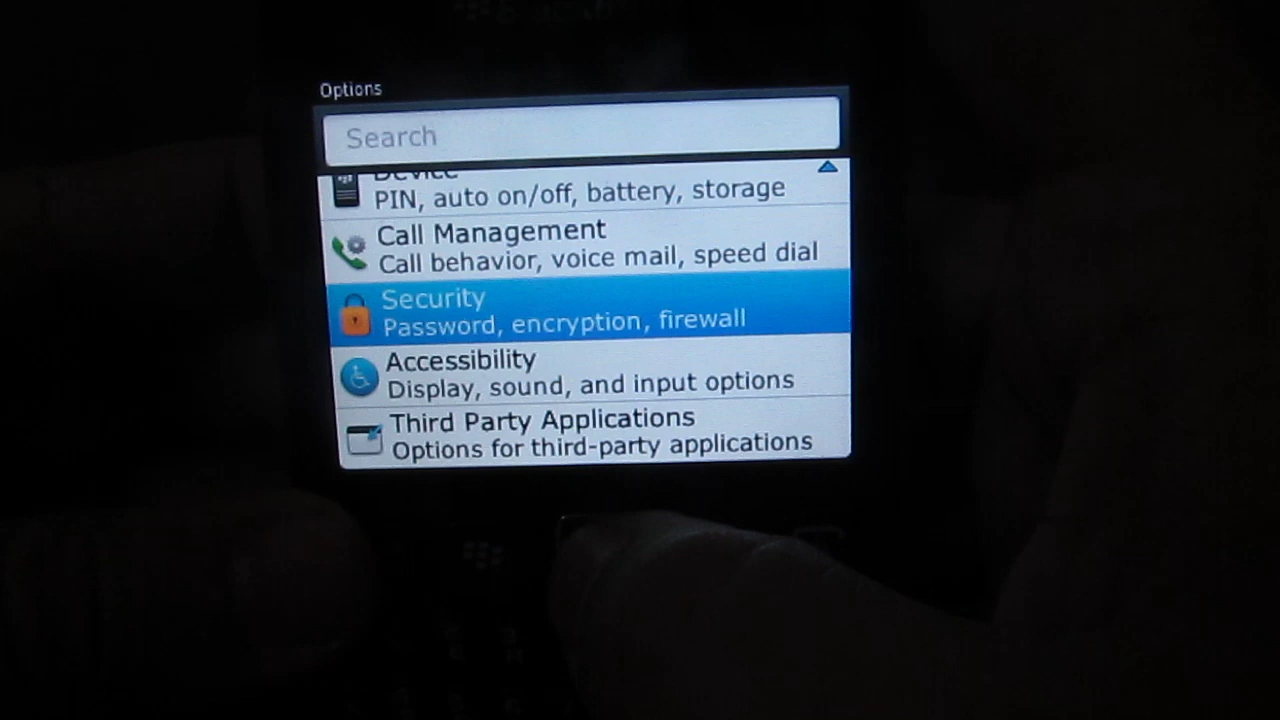 Options
Search
Device
PIN, auto on/off, battery, storage
Call Management
Call behavior, voice mail, speed dial
Security
Password, encryption, firewall
Accessibility
Display, sound, and input options
Third Party Applications
Options for third-party applications